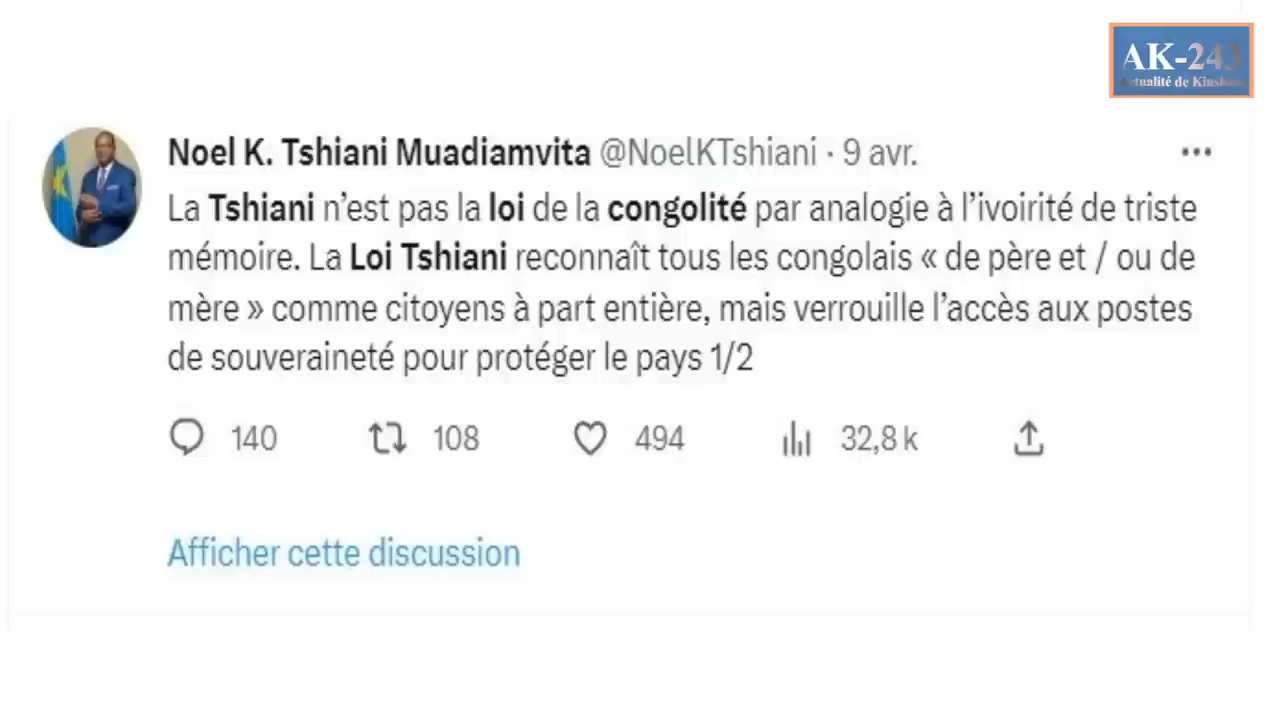 AK-243
Actualité de Kinshasa
Noel K. Tshiani Muadiamvita @NoelKTshiani · 9 avr.
La Tshiani n’est pas la loi de la congolité par analogie à l’ivoirité de triste
mémoire. La Loi Tshiani reconnaît tous les congolais « de père et / ou de
mère » comme citoyens à part entière, mais verrouille l’accès aux postes
de souveraineté pour protéger le pays 1/2
140 108 494 32,8 k
Afficher cette discussion